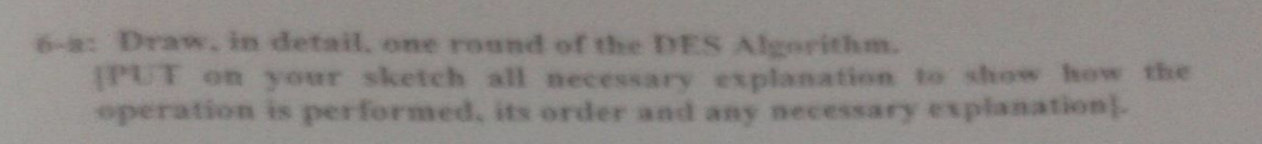 6-a: Draw, in detail, one round of the DES Algorithm.
[PUT on your sketch all necessary explanation to show how the
operation is performed, its order and any necessary explanation].